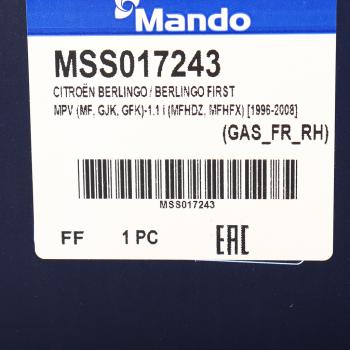 Mando
MSS017243
CITROËN BERLINGO / BERLINGO FIRST
MPV (MF, GJK, GFK)-1.1 i (MFHDZ, MFHFX) [1996-2008]
(GAS_FR_RH)
MSS017243
FF 1 PC EAC